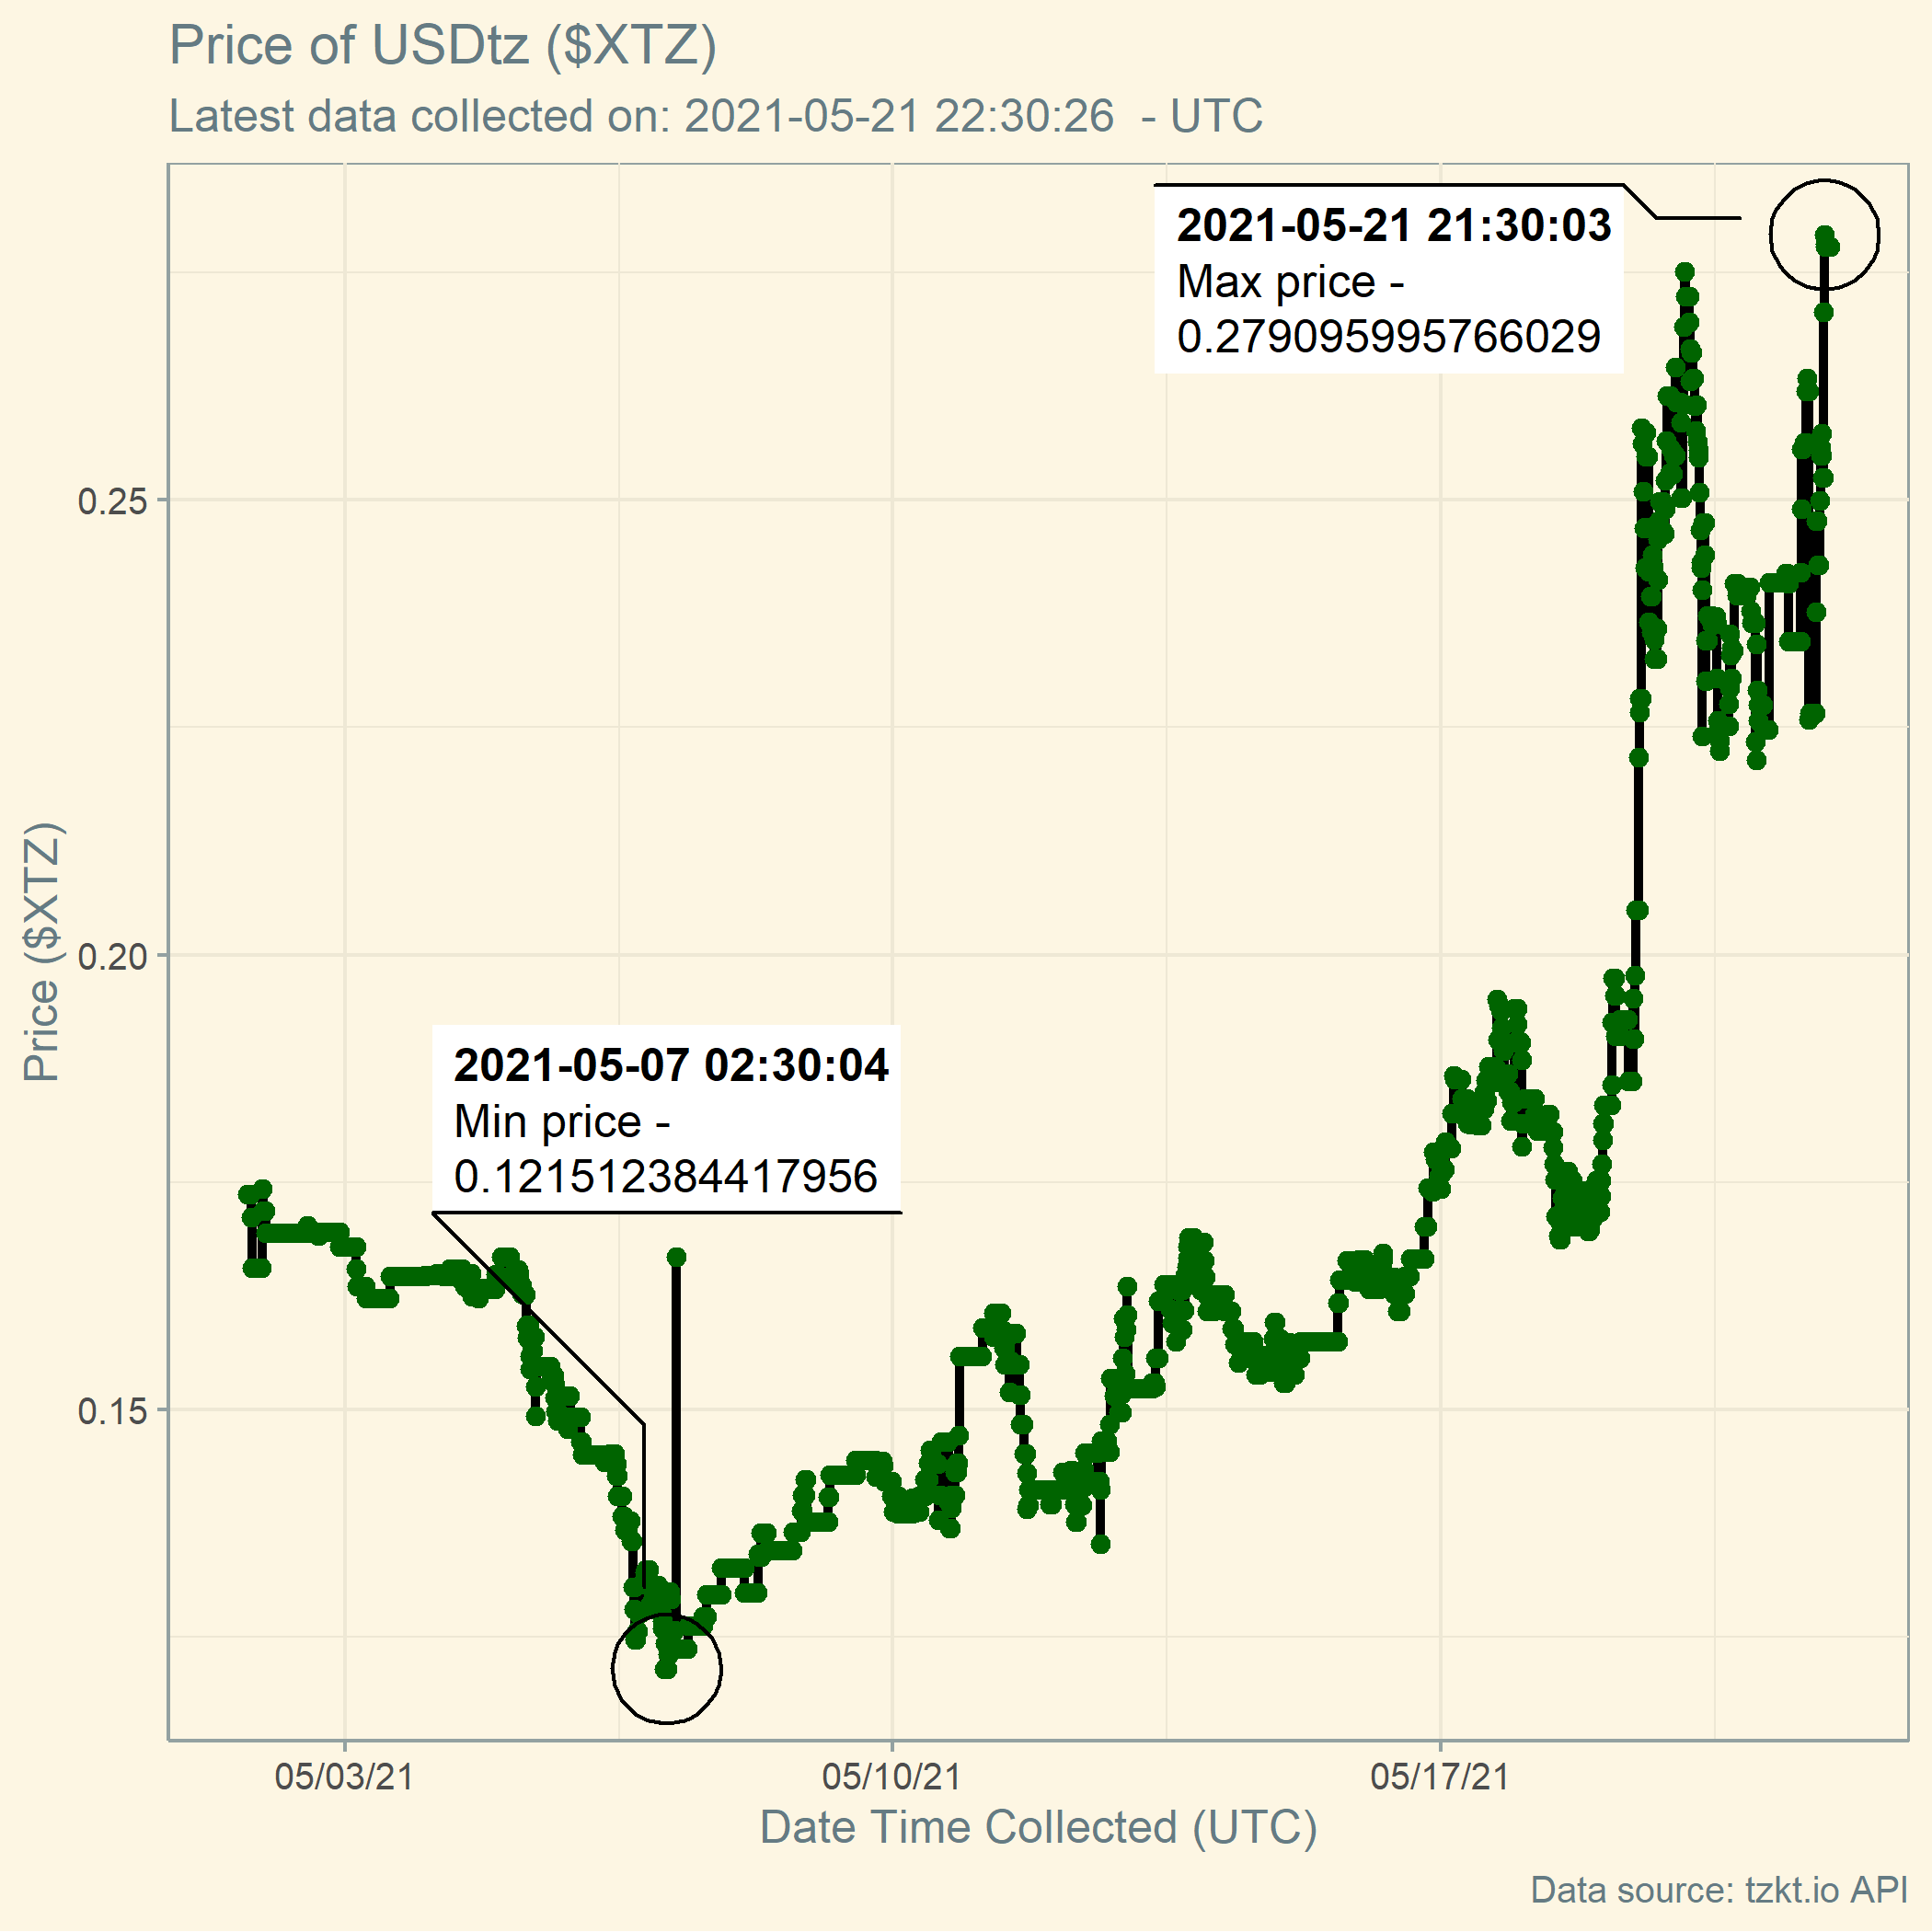 Price of USDtz ($XTZ)
Latest data collected on: 2021-05-21 22:30:26  - UTC
2021-05-21 21:30:03
Max price -
0.279095995766029
0.25
0.20
0.15
Price ($XTZ)
2021-05-07 02:30:04
Min price -
0.121512384417956
05/03/21
05/10/21
05/17/21
Date Time Collected (UTC)
Data source: tzkt.io API